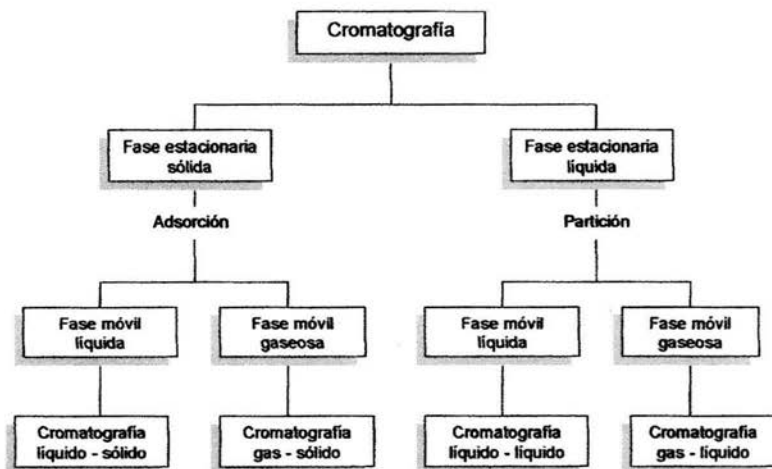 Cromatografía
Fase estacionaria
sólida
Fase estacionaria
líquida
Adsorción
Partición
Fase móvil
líquida
Fase móvil
gaseosa
Fase móvil
líquida
Fase móvil
gaseosa
Cromatografía
líquido - sólido
Cromatografía
gas - sólido
Cromatografía
líquido - líquido
Cromatografía
gas - líquido